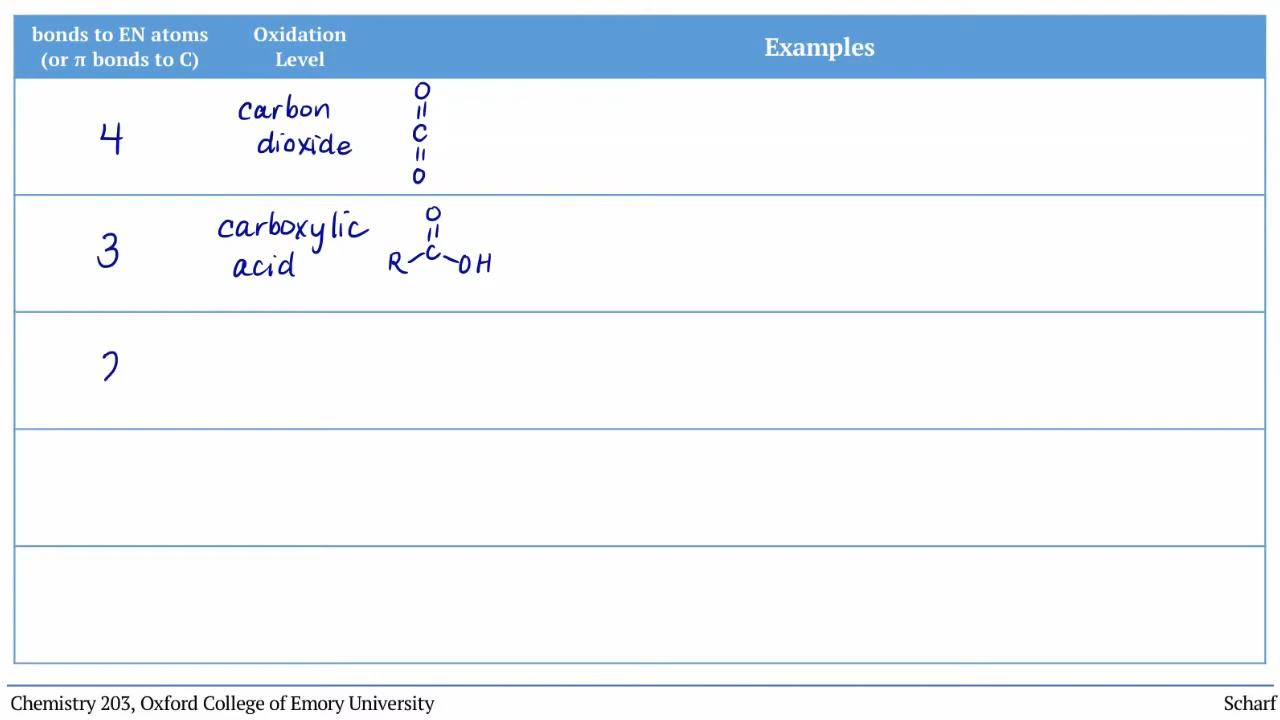 bonds to EN atoms
(or π bonds to C)
Oxidation
Level
Examples
4
carbon
dioxide
O
C
O
3
carboxylic
acid
O
R C OH
2
Chemistry 203, Oxford College of Emory University
Scharf